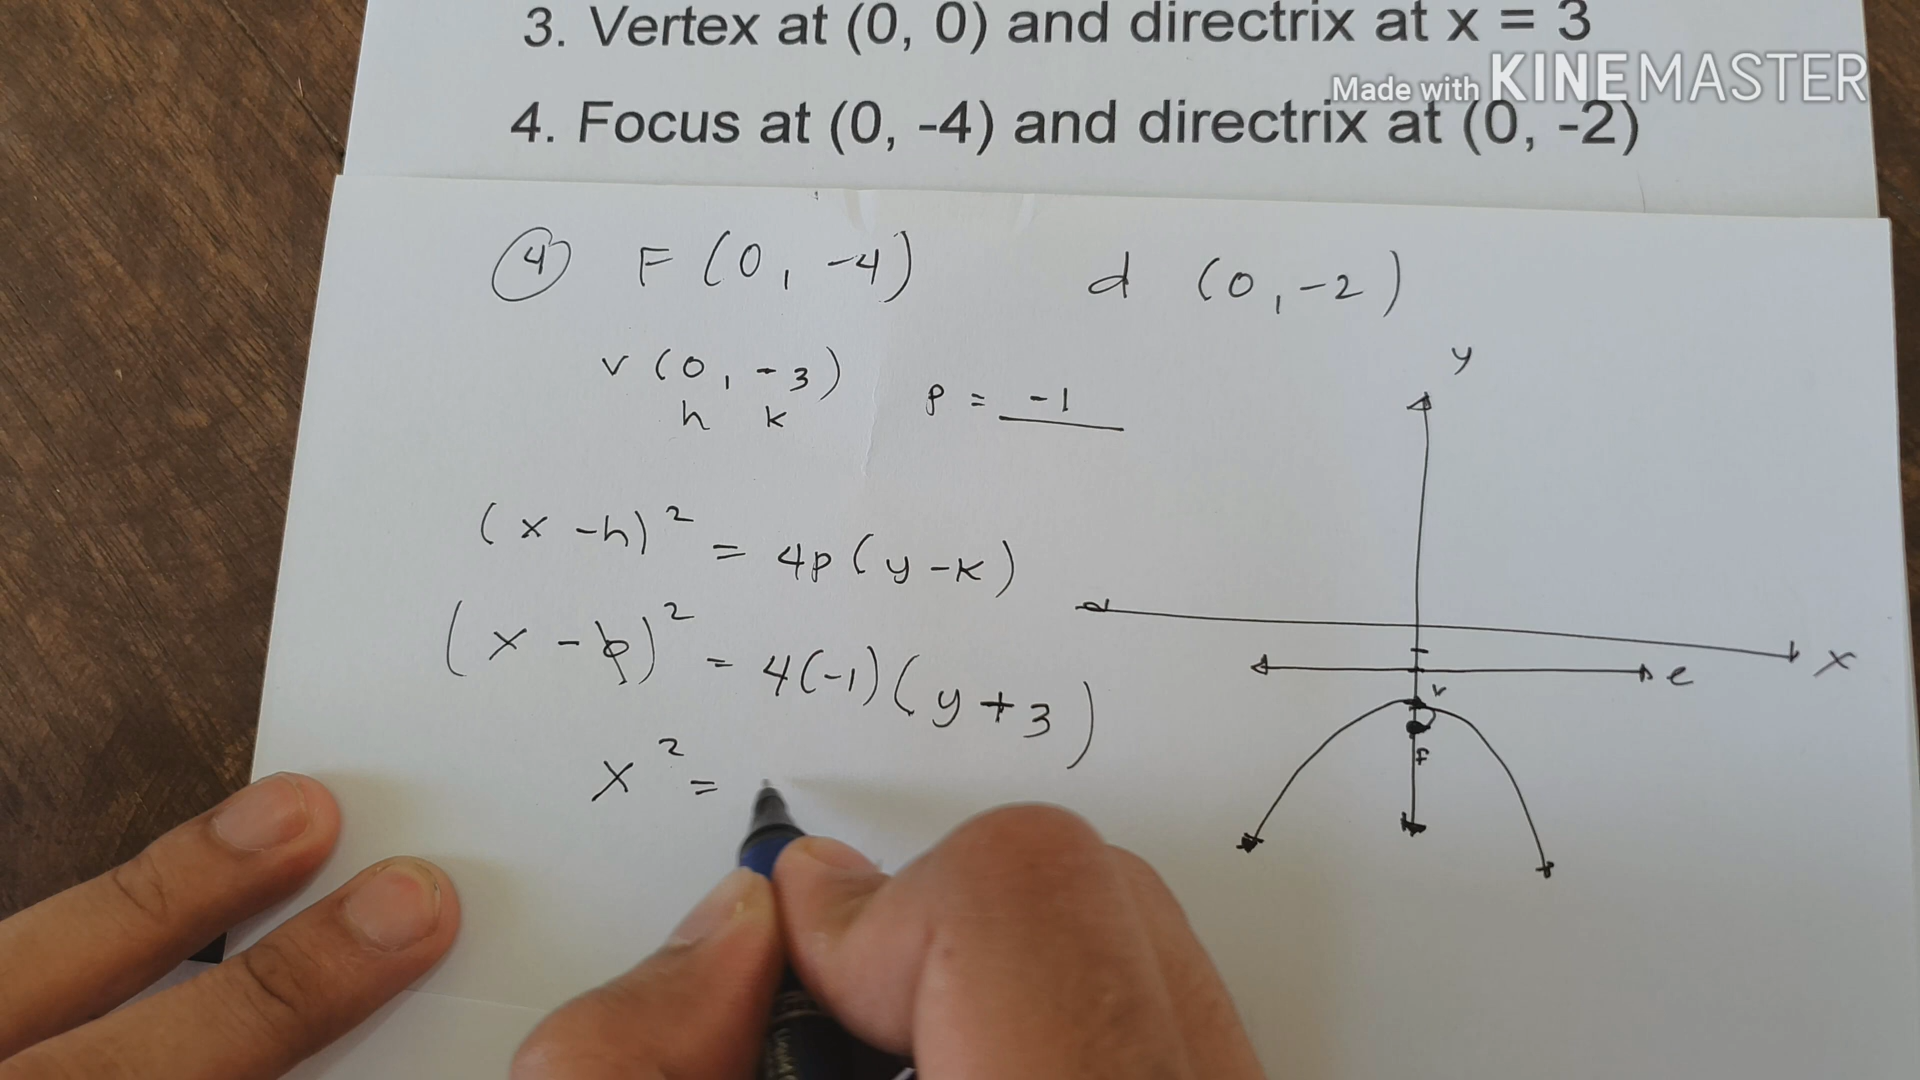 3. Vertex at (0, 0) and directrix at x = 3
Made with KINEMASTER
4. Focus at (0, -4) and directrix at (0, -2)
④ F (0, -4) d (0, -2)
V (0, -3) P = -1
h k
(x - h)² = 4p (y - k)
(x - 0)² = 4(-1)(y + 3)
x² =
y
x
l
v
f